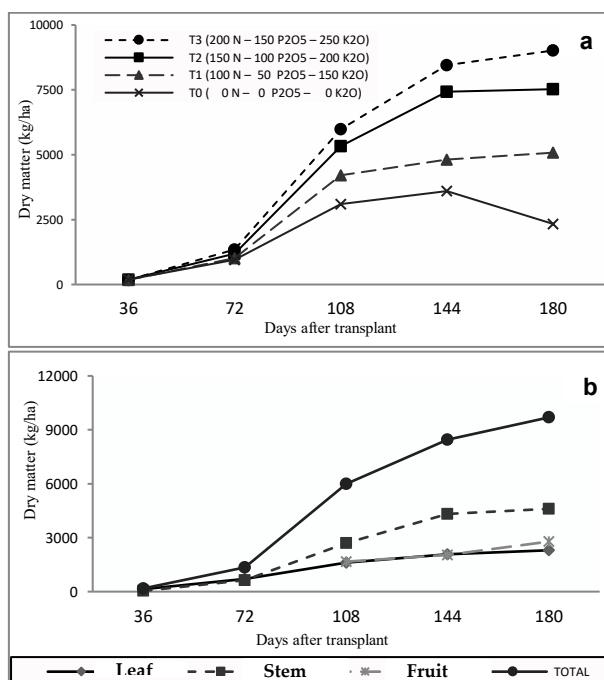 a
T3 (200 N – 150 P2O5 – 250 K2O)
T2 (150 N – 100 P2O5 – 200 K2O)
T1 (100 N – 50 P2O5 – 150 K2O)
T0 ( 0 N – 0 P2O5 – 0 K2O)
Dry matter (kg/ha)
10000
7500
5000
2500
0
36 72 108 144 180
Days after transplant
b
Dry matter (kg/ha)
12000
9000
6000
3000
0
36 72 108 144 180
Days after transplant
Leaf Stem Fruit TOTAL